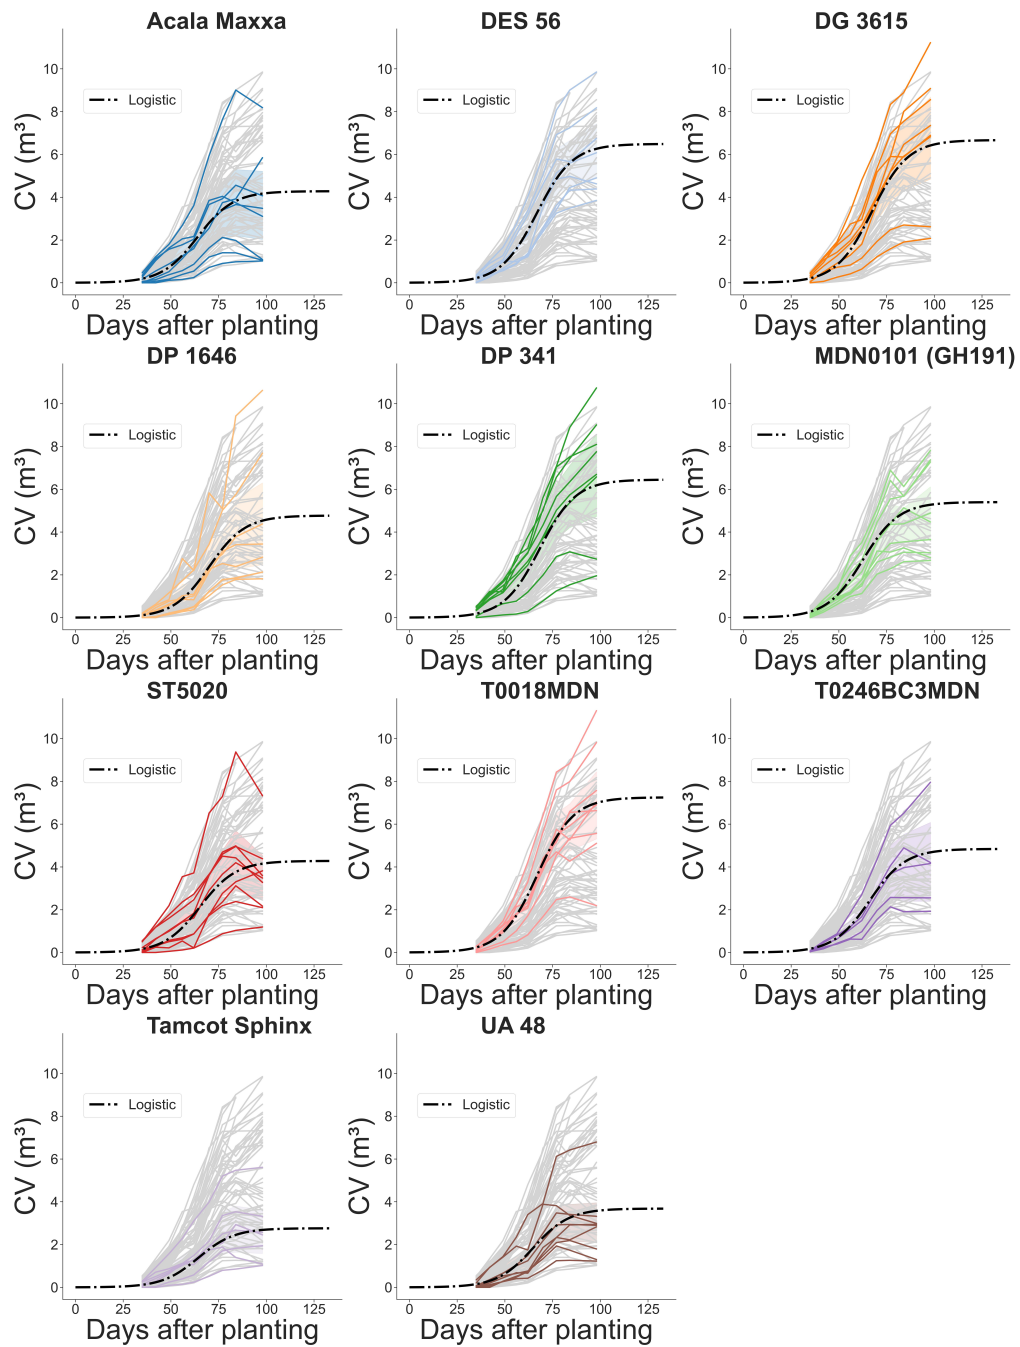 Acala Maxxa
DES 56
DG 3615
CV (m³)
10
8
6
4
2
0
Logistic
0 25 50 75 100 125
Days after planting
CV (m³)
10
8
6
4
2
0
Logistic
0 25 50 75 100 125
Days after planting
CV (m³)
10
8
6
4
2
0
Logistic
0 25 50 75 100 125
Days after planting
DP 1646
DP 341
MDN0101 (GH191)
CV (m³)
10
8
6
4
2
0
Logistic
0 25 50 75 100 125
Days after planting
CV (m³)
10
8
6
4
2
0
Logistic
0 25 50 75 100 125
Days after planting
CV (m³)
10
8
6
4
2
0
Logistic
0 25 50 75 100 125
Days after planting
ST5020
T0018MDN
T0246BC3MDN
CV (m³)
10
8
6
4
2
0
Logistic
0 25 50 75 100 125
Days after planting
CV (m³)
10
8
6
4
2
0
Logistic
0 25 50 75 100 125
Days after planting
CV (m³)
10
8
6
4
2
0
Logistic
0 25 50 75 100 125
Days after planting
Tamcot Sphinx
UA 48
CV (m³)
10
8
6
4
2
0
Logistic
0 25 50 75 100 125
Days after planting
CV (m³)
10
8
6
4
2
0
Logistic
0 25 50 75 100 125
Days after planting